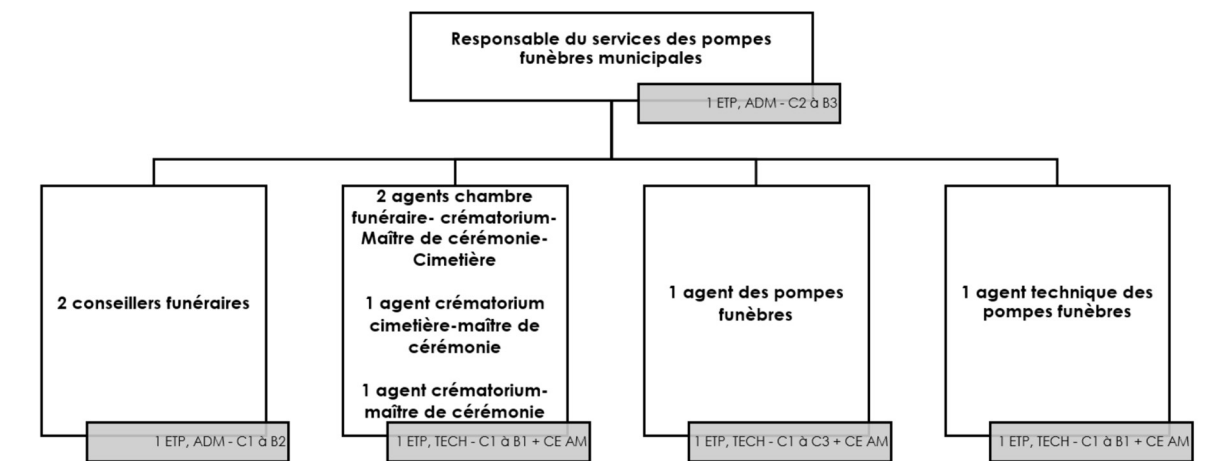 Responsable du services des pompes
funèbres municipales
1 ETP, ADM - C2 à B3
2 conseillers funéraires
1 ETP, ADM - C1 à B2
2 agents chambre
funéraire- crématorium-
Maître de cérémonie-
Cimetière
1 agent crématorium
cimetière-maître de
cérémonie
1 agent crématorium-
maître de cérémonie
1 ETP, TECH - C1 à B1 + CE AM
1 agent des pompes
funèbres
1 ETP, TECH - C1 à C3 + CE AM
1 agent technique des
pompes funèbres
1 ETP, TECH - C1 à B1 + CE AM